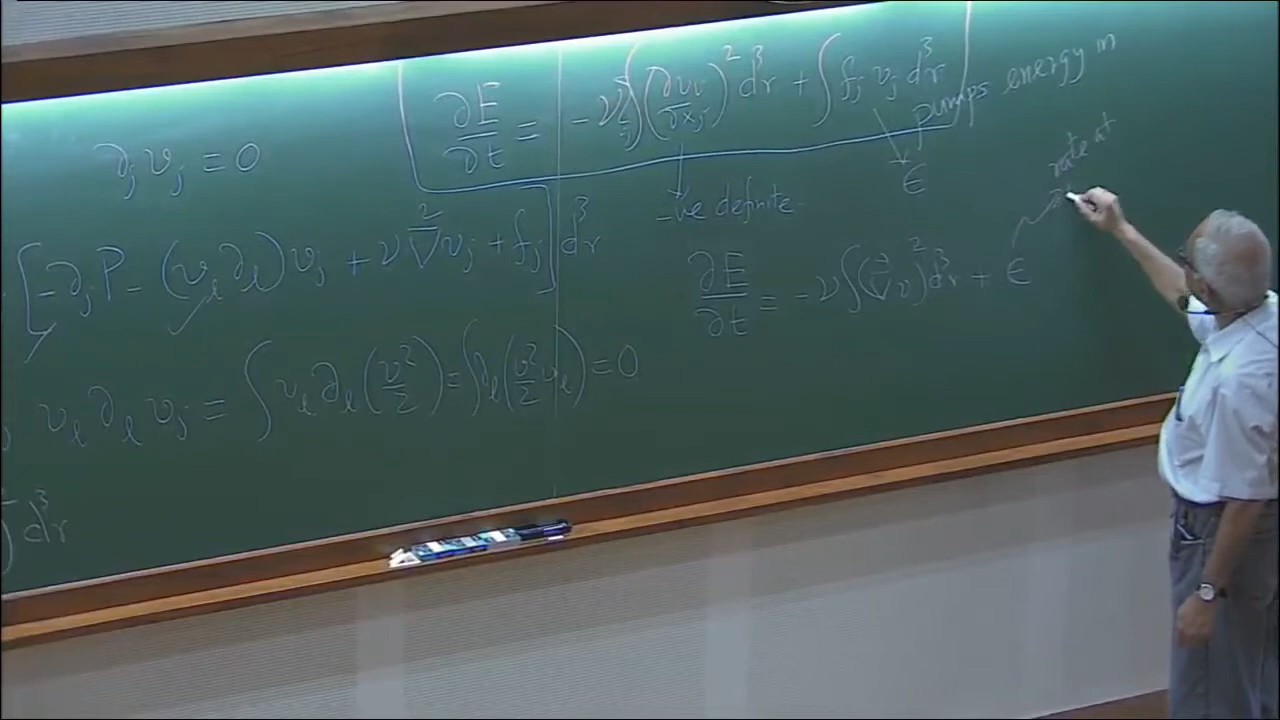 ∂E/∂t = -ν Σ_ij ∫(∂v_i/∂x_j)² d³r + ∫ f_j v_j d³r
pumps energy in
∂_j v_j = 0
ε
rate at
-ve definite
[-∂_j P - (v_l ∂_l) v_j + ν ∇² v_j + f_j] d³r
∂E/∂t = -ν ∫(∇v)² d³r + ε
v_l ∂_l v_j = ∫ v_l ∂_l (v²/2) = ∫ ∂_l (v²/2 v_l) = 0
) d³r